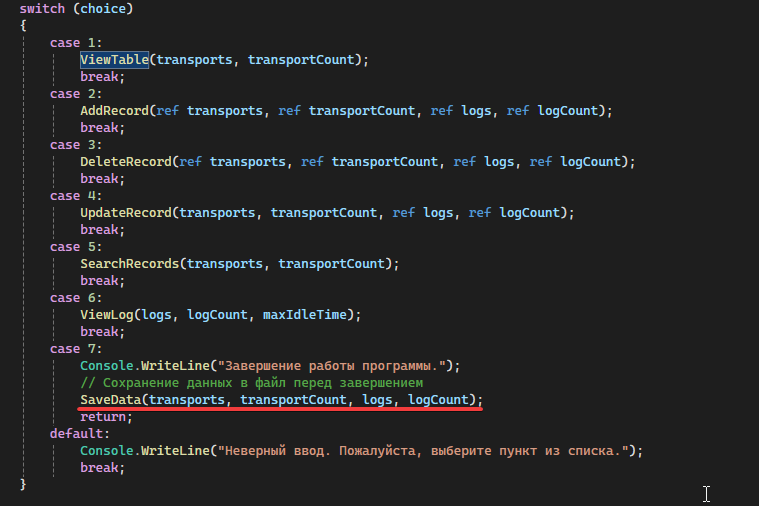 switch (choice)
{
case 1:
ViewTable(transports, transportCount);
break;
case 2:
AddRecord(ref transports, ref transportCount, ref logs, ref logCount);
break;
case 3:
DeleteRecord(ref transports, ref transportCount, ref logs, ref logCount);
break;
case 4:
UpdateRecord(transports, transportCount, ref logs, ref logCount);
break;
case 5:
SearchRecords(transports, transportCount);
break;
case 6:
ViewLog(logs, logCount, maxIdleTime);
break;
case 7:
Console.WriteLine("Завершение работы программы.");
// Сохранение данных в файл перед завершением
SaveData(transports, transportCount, logs, logCount);
return;
default:
Console.WriteLine("Неверный ввод. Пожалуйста, выберите пункт из списка.");
break;
}